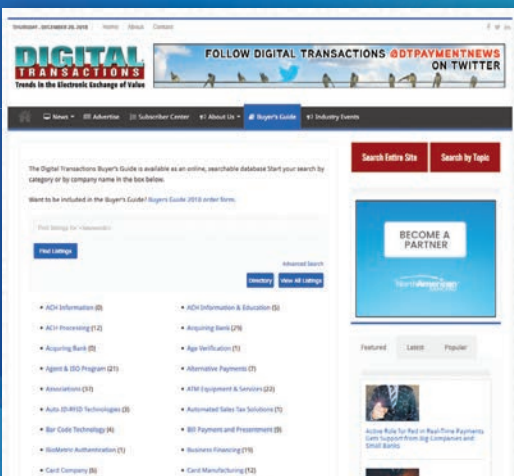 THURSDAY, DECEMBER 20, 2018
Home About Contact
DIGITAL
TRANSACTIONS
Trends in the Electronic Exchange of Value
FOLLOW DIGITAL TRANSACTIONS @DTPAYMENTNEWS
ON TWITTER
News Advertise Subscriber Center About Us Buyer's Guide Industry Events
The Digital Transactions Buyer's Guide is available as an online, searchable database Start your search by
category or by company name in the box below.
Want to be included in the Buyer's Guide? Buyers Guide 2018 order form.
Find listings for <keywords>
Find Listings
Advanced Search
Directory View All Listings
• ACH Information (0)
• ACH Information & Education (5)
• ACH Processing (12)
• Acquiring Bank (29)
• Acquring Bank (0)
• Age Verification (1)
• Agent & ISO Program (21)
• Alternative Payments (7)
• Associations (37)
• ATM Equipment & Services (22)
• Auto ID-RFID Technologies (3)
• Automated Sales Tax Solutions (1)
• Bar Code Technology (4)
• Bill Payment and Presentment (9)
• BioMetric Authentication (1)
• Business Financing (19)
• Card Company (6)
• Card Manufacturing (12)
Search Entire Site Search by Topic
BECOME A
PARTNER
NorthAmerican
Featured Latest Popular
Active Role for Fed in Real-Time Payments
Gets Support from Big Companies and
Small Banks